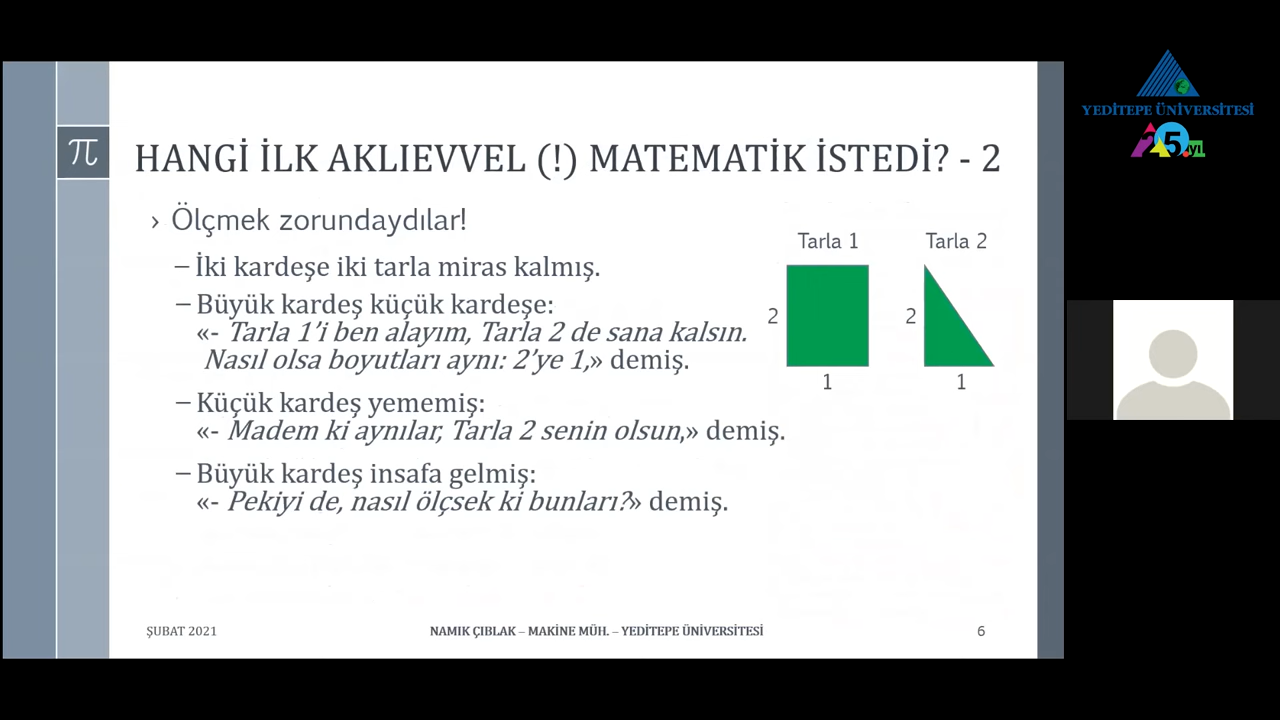 π
HANGİ İLK AKLIEVVEL (!) MATEMATİK İSTEDİ? - 2
› Ölçmek zorundaydılar!
– İki kardeşe iki tarla miras kalmış.
– Büyük kardeş küçük kardeşe:
«- Tarla 1'i ben alayım, Tarla 2 de sana kalsın.
Nasıl olsa boyutları aynı: 2'ye 1,» demiş.
– Küçük kardeş yememiş:
«- Madem ki aynılar, Tarla 2 senin olsun,» demiş.
– Büyük kardeş insafa gelmiş:
«- Pekiyi de, nasıl ölçsek ki bunları?» demiş.
Tarla 1
Tarla 2
2
2
1
1
ŞUBAT 2021
NAMIK ÇIBLAK – MAKİNE MÜH. – YEDİTEPE ÜNİVERSİTESİ
6
YEDİTEPE ÜNİVERSİTESİ
25.yıl